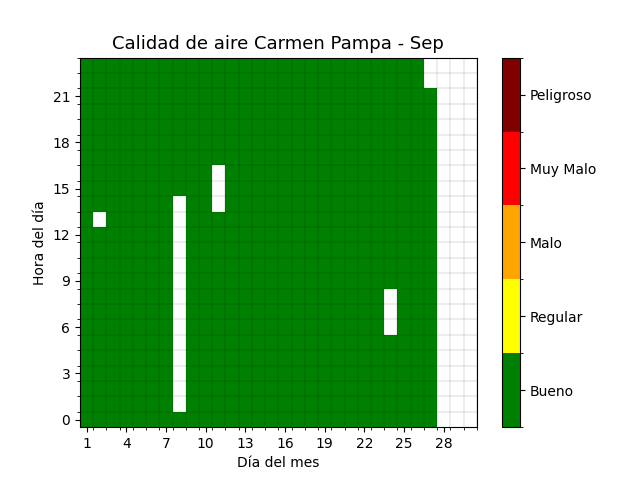 Calidad de aire Carmen Pampa - Sep
Hora del día
21
18
15
12
9
6
3
0
1 4 7 10 13 16 19 22 25 28
Día del mes
Peligroso
Muy Malo
Malo
Regular
Bueno